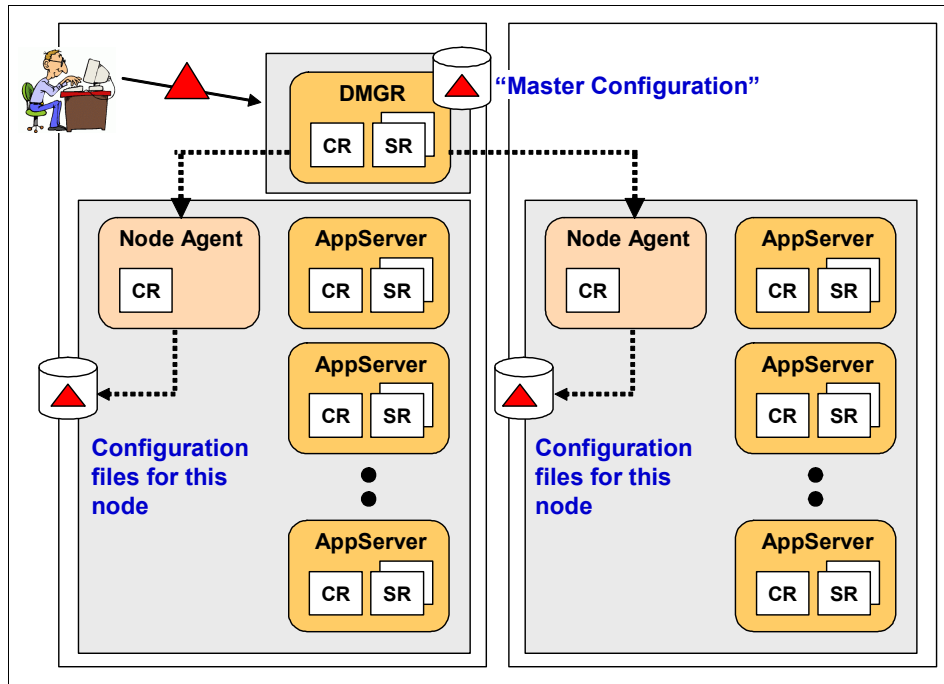 DMGR
CR
SR
“Master Configuration”
Node Agent
CR
AppServer
CR
SR
AppServer
CR
SR
AppServer
CR
SR
Configuration
files for this
node
Node Agent
CR
AppServer
CR
SR
AppServer
CR
SR
AppServer
CR
SR
Configuration
files for this
node